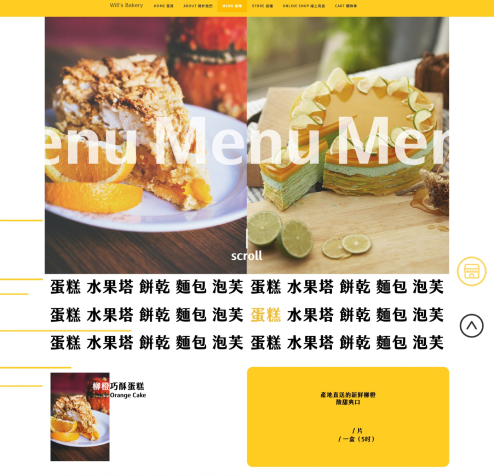 Will's Bakery HOME 首頁 ABOUT 關於我們 MENU 菜單 STORE 店鋪 ONLINE SHOP 線上商店 CART 購物車
enu Menu Men
scroll
蛋糕 水果塔 餅乾 麵包 泡芙 蛋糕 水果塔 餅乾 麵包 泡芙
蛋糕 水果塔 餅乾 麵包 泡芙 蛋糕 水果塔 餅乾 麵包 泡芙
蛋糕 水果塔 餅乾 麵包 泡芙 蛋糕 水果塔 餅乾 麵包 泡芙
柳橙巧酥蛋糕
Orange Cake
產地直送的新鮮柳橙
酸甜爽口
/ 片
/ 一盒（5吋）